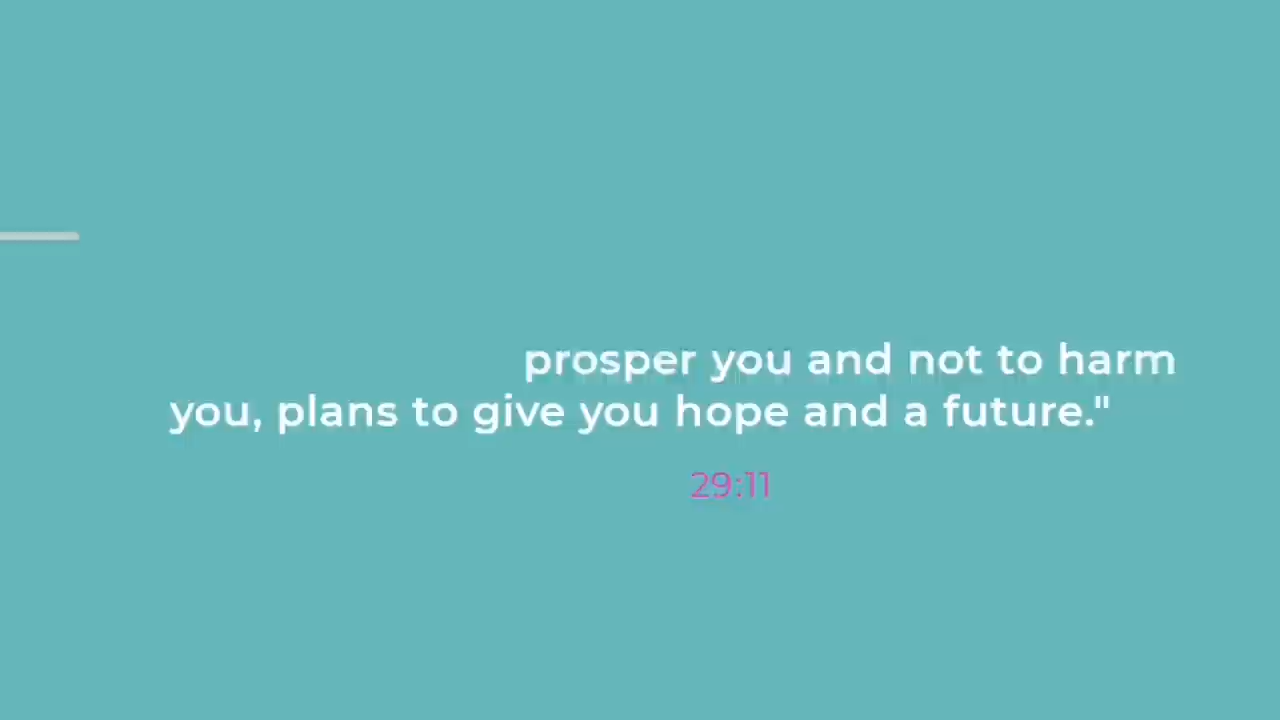 prosper you and not to harm
you, plans to give you hope and a future."
29:11